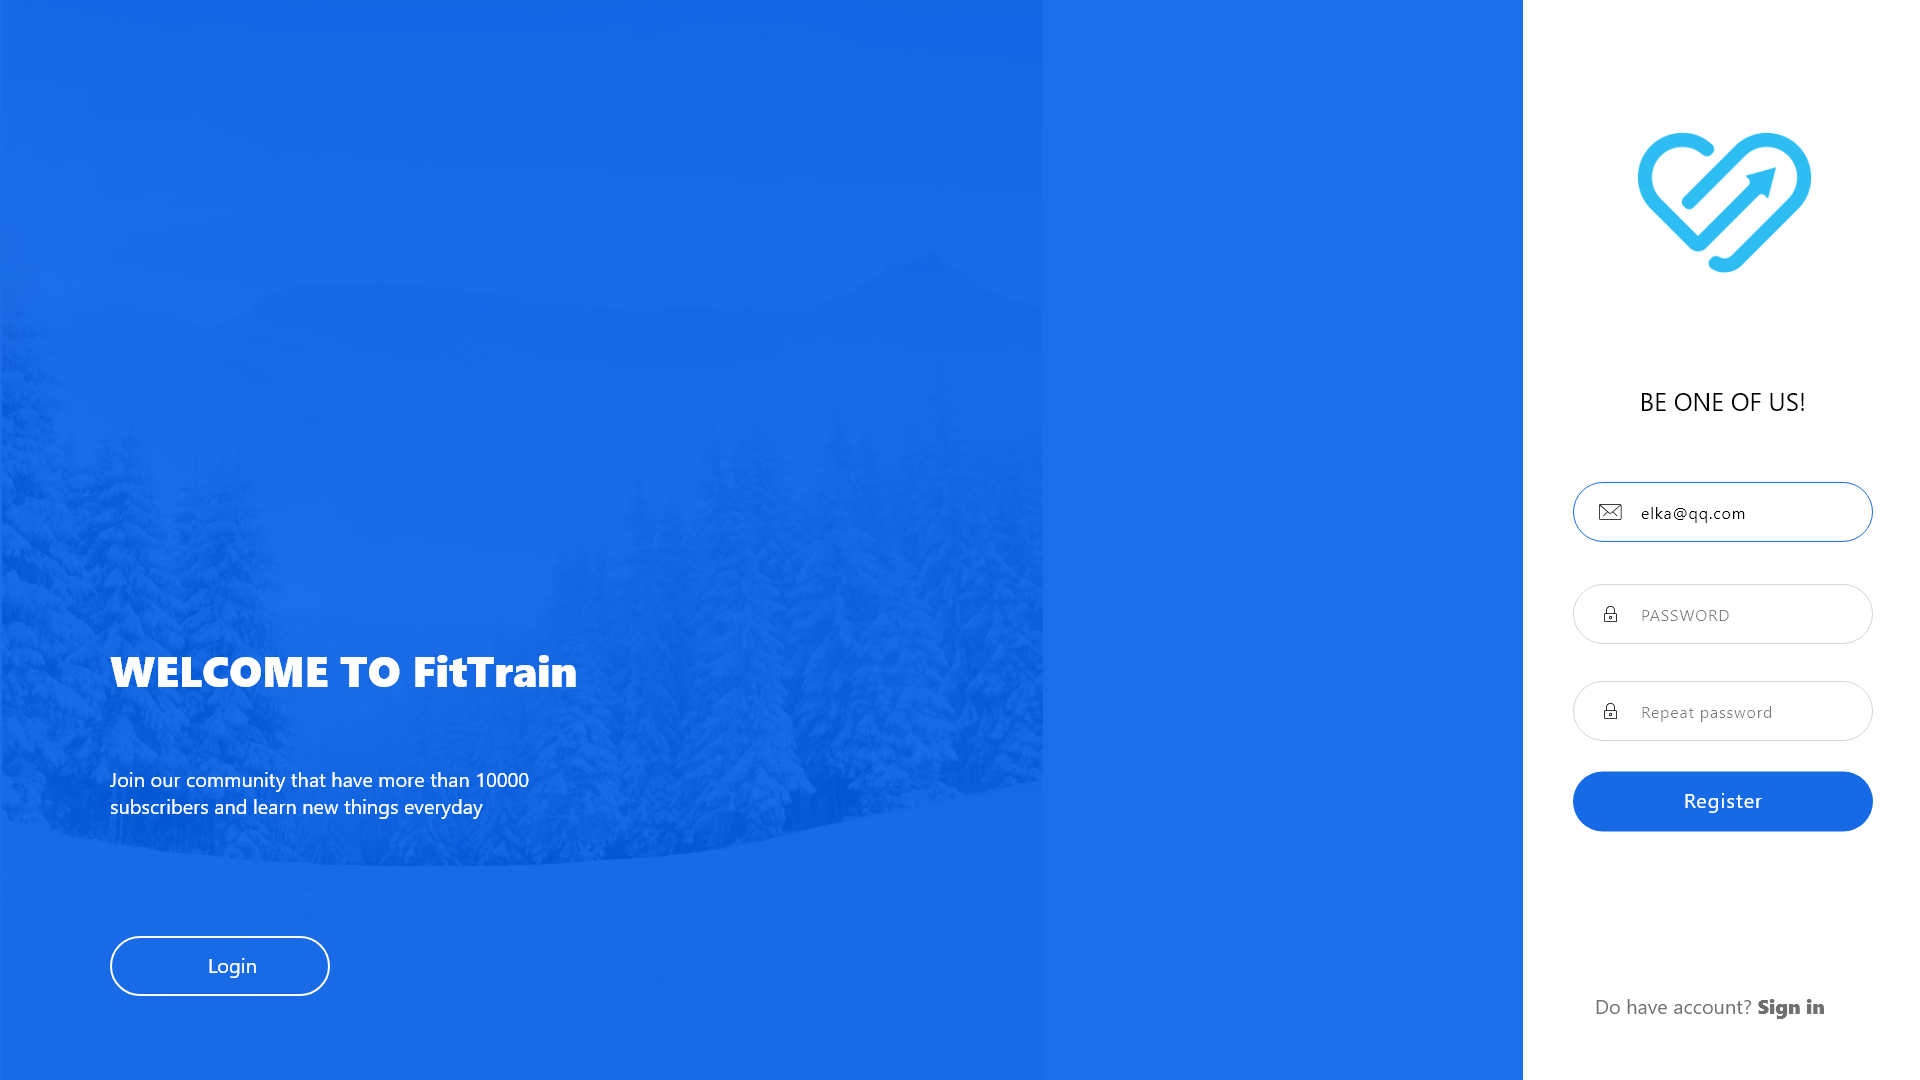 WELCOME TO FitTrain
Join our community that have more than 10000
subscribers and learn new things everyday
Login
BE ONE OF US!
elka@qq.com
PASSWORD
Repeat password
Register
Do have account? Sign in